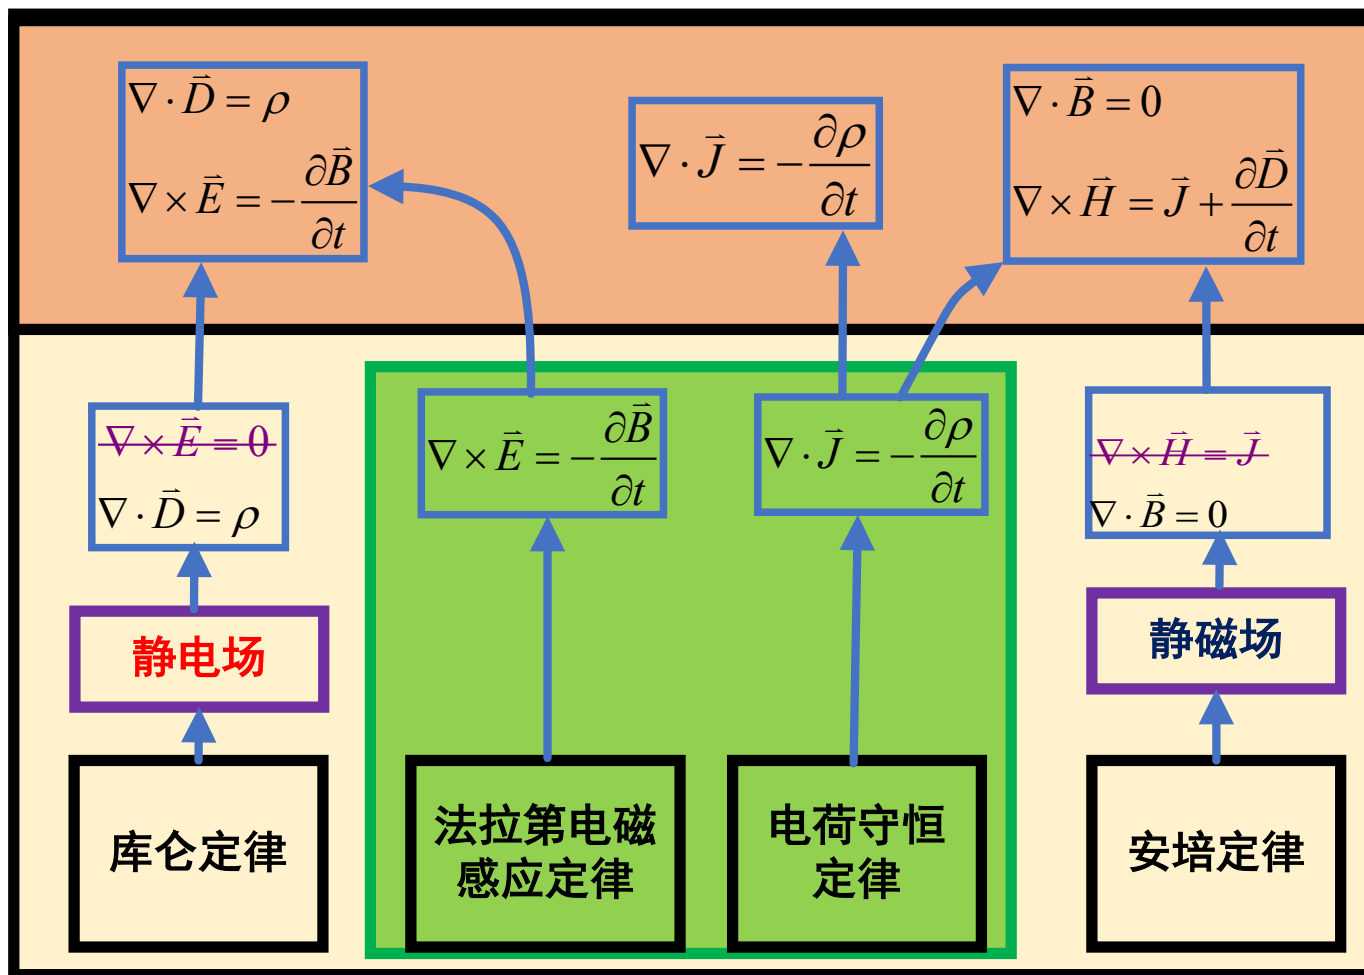 ∇·D⃗ = ρ
∇×E⃗ = -∂B⃗/∂t
∇·J⃗ = -∂ρ/∂t
∇·B⃗ = 0
∇×H⃗ = J⃗ + ∂D⃗/∂t
∇×E⃗ = 0
∇·D⃗ = ρ
∇×E⃗ = -∂B⃗/∂t
∇·J⃗ = -∂ρ/∂t
∇×H⃗ = J⃗
∇·B⃗ = 0
静电场
静磁场
库仑定律
法拉第电磁
感应定律
电荷守恒
定律
安培定律